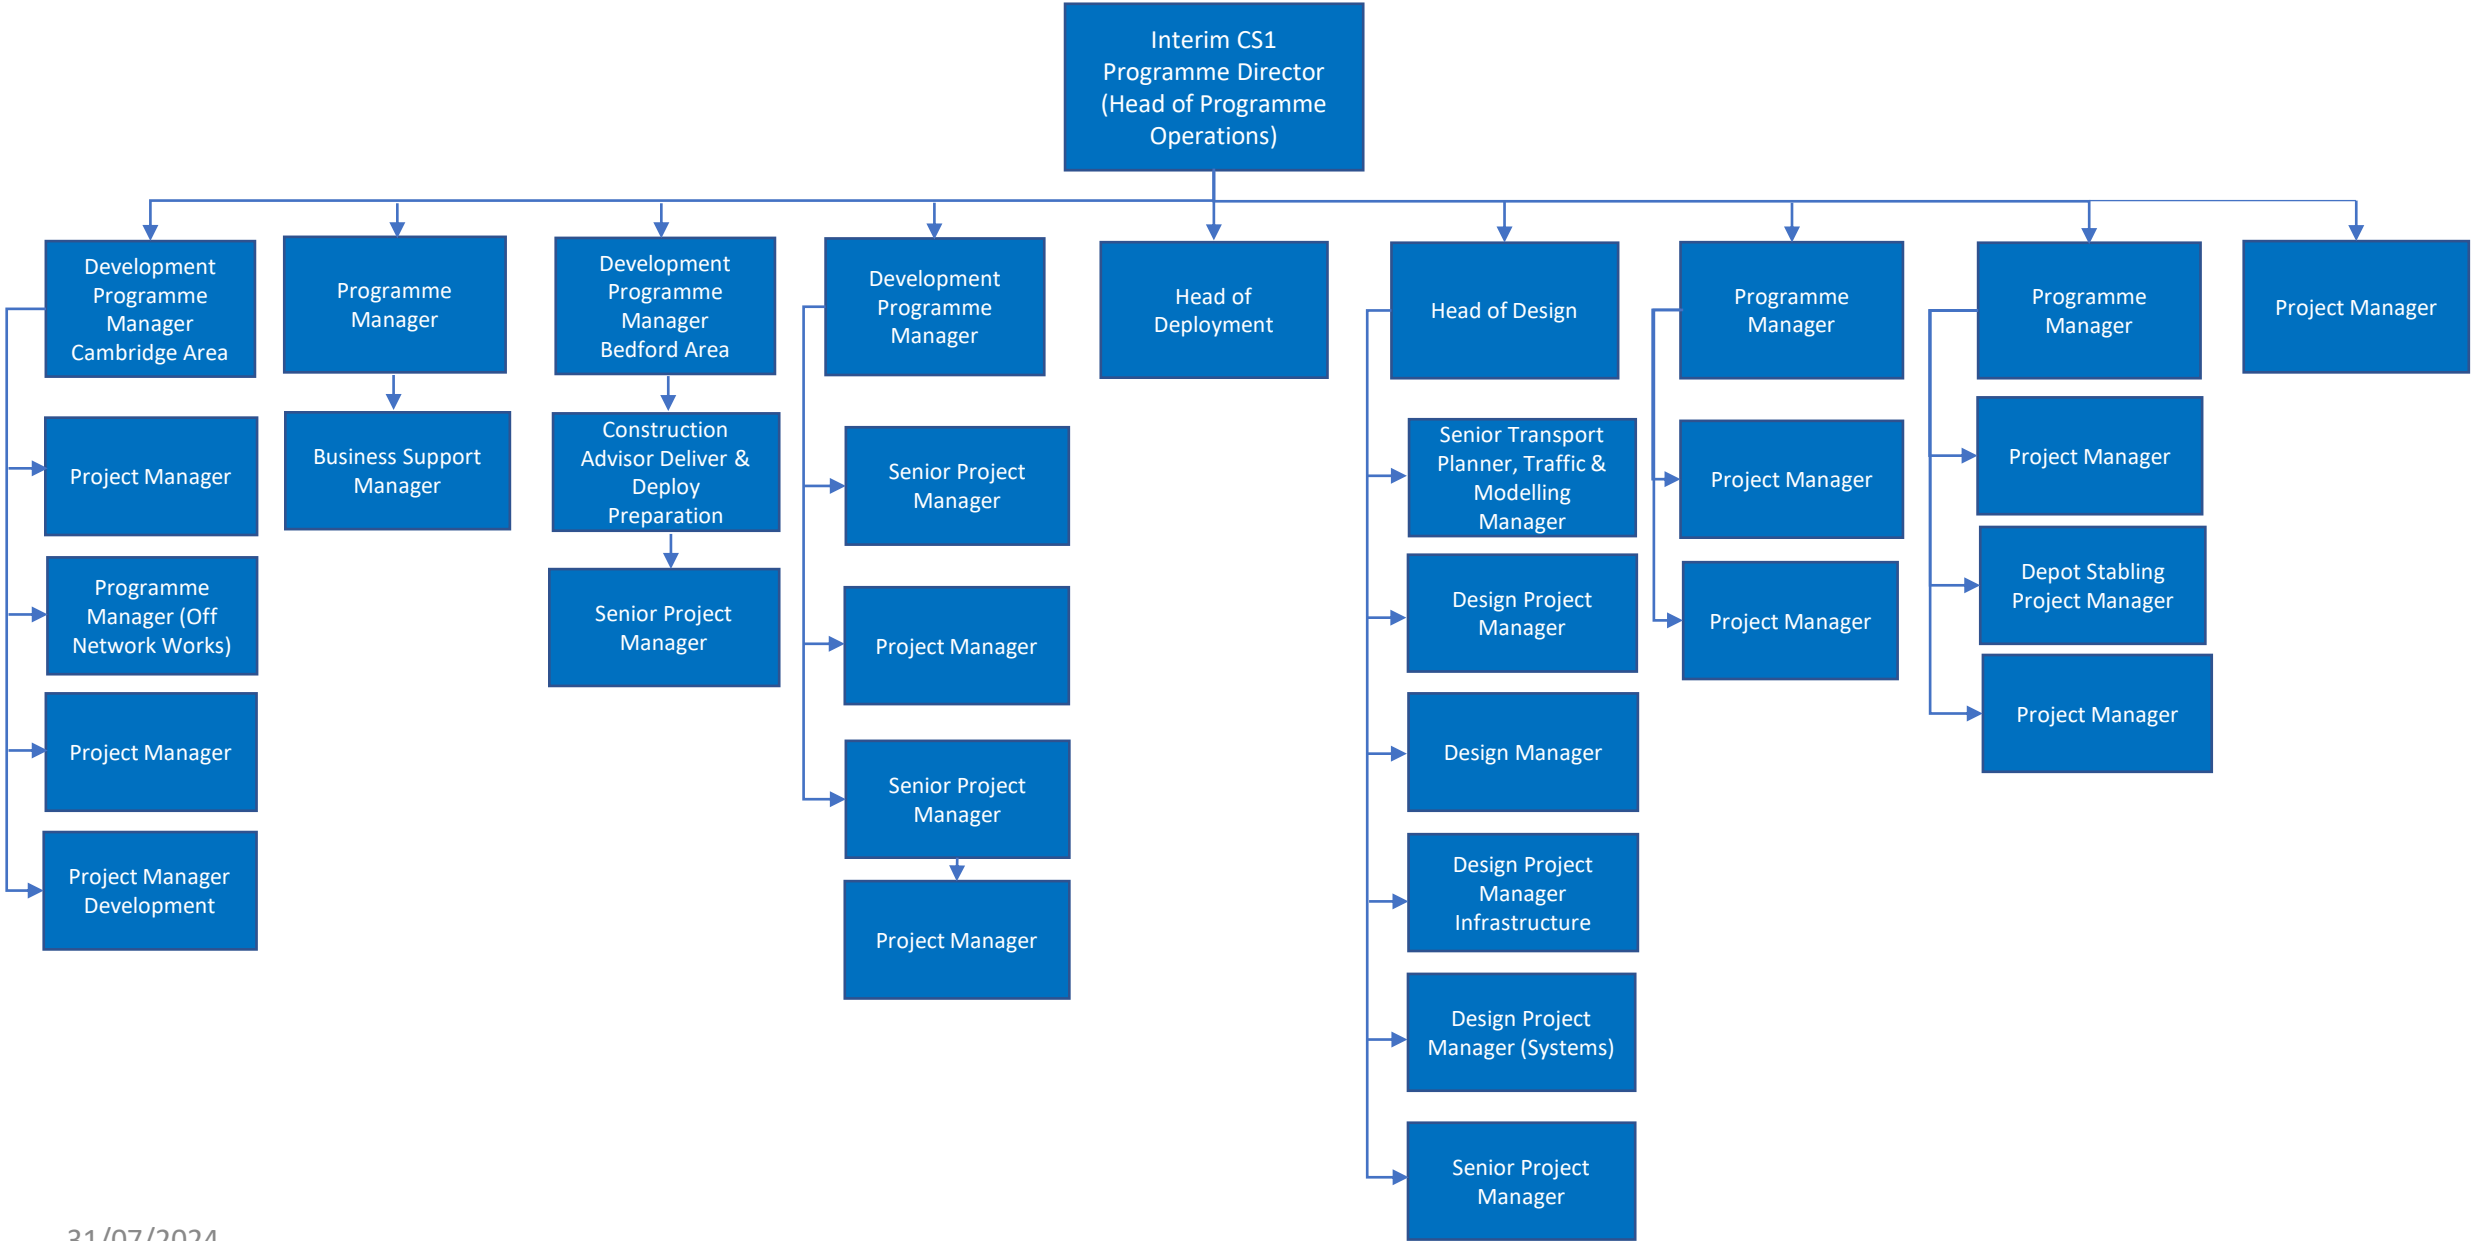 Interim CS1
Programme Director
(Head of Programme
Operations)
Development
Programme
Manager
Cambridge Area
Programme
Manager
Development
Programme
Manager
Bedford Area
Development
Programme
Manager
Head of
Deployment
Head of Design
Programme
Manager
Programme
Manager
Project Manager
Project Manager
Programme
Manager (Off
Network Works)
Project Manager
Project Manager
Development
Business Support
Manager
Construction
Advisor Deliver &
Deploy
Preparation
Senior Project
Manager
Senior Project
Manager
Project Manager
Senior Project
Manager
Project Manager
Senior Transport
Planner, Traffic &
Modelling
Manager
Design Project
Manager
Design Manager
Design Project
Manager
Infrastructure
Design Project
Manager (Systems)
Senior Project
Manager
Project Manager
Project Manager
Project Manager
Depot Stabling
Project Manager
Project Manager
31/07/2024